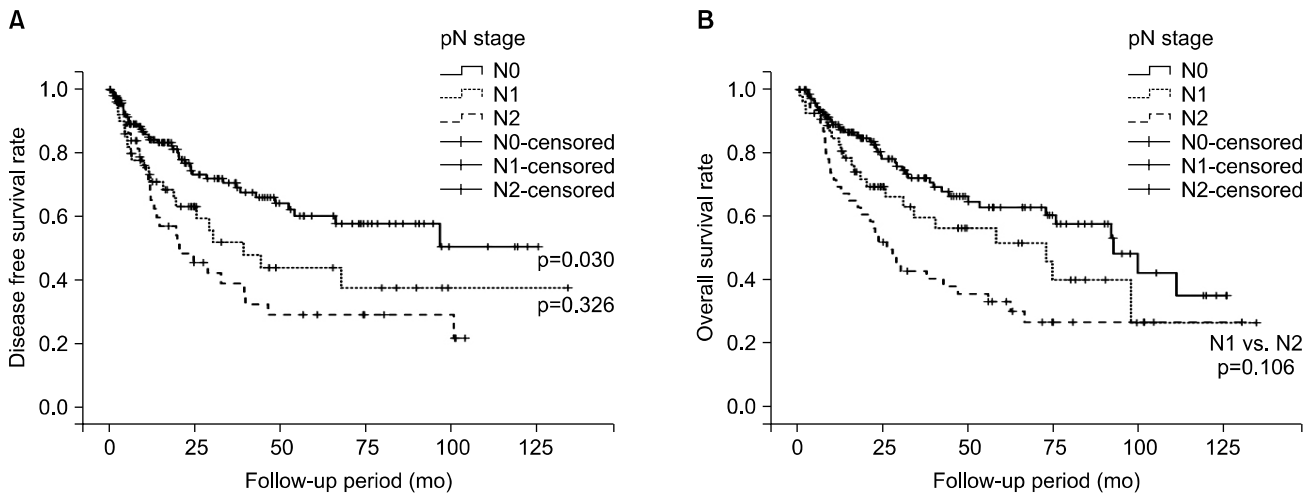 A
pN stage
N0
N1
N2
N0-censored
N1-censored
N2-censored
1.0
0.8
0.6
0.4
0.2
0.0
Disease free survival rate
p=0.030
p=0.326
0 25 50 75 100 125
Follow-up period (mo)
B
pN stage
N0
N1
N2
N0-censored
N1-censored
N2-censored
1.0
0.8
0.6
0.4
0.2
0.0
Overall survival rate
N1 vs. N2
p=0.106
0 25 50 75 100 125
Follow-up period (mo)